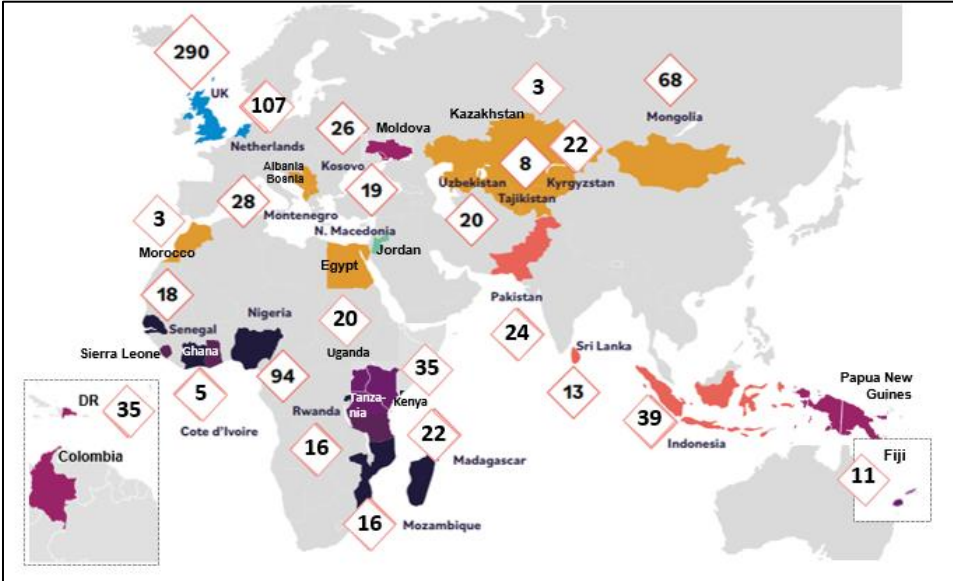 290
UK
107
Netherlands
26
Moldova
Kosovo
Albania
Bosnia
19
28
Montenegro
N. Macedonia
3
Kazakhstan
68
Mongolia
22
8
Uzbekistan
Kyrgyzstan
Tajikistan
20
3
Morocco
Egypt
Jordan
Pakistan
24
Sri Lanka
13
18
Senegal
Nigeria
20
Uganda
Sierra Leone
Ghana
94
35
5
Cote d'Ivoire
Rwanda
Tanza-
nia
Kenya
16
22
Madagascar
16
Mozambique
39
Indonesia
Papua New
Guines
Fiji
11
DR
35
Colombia